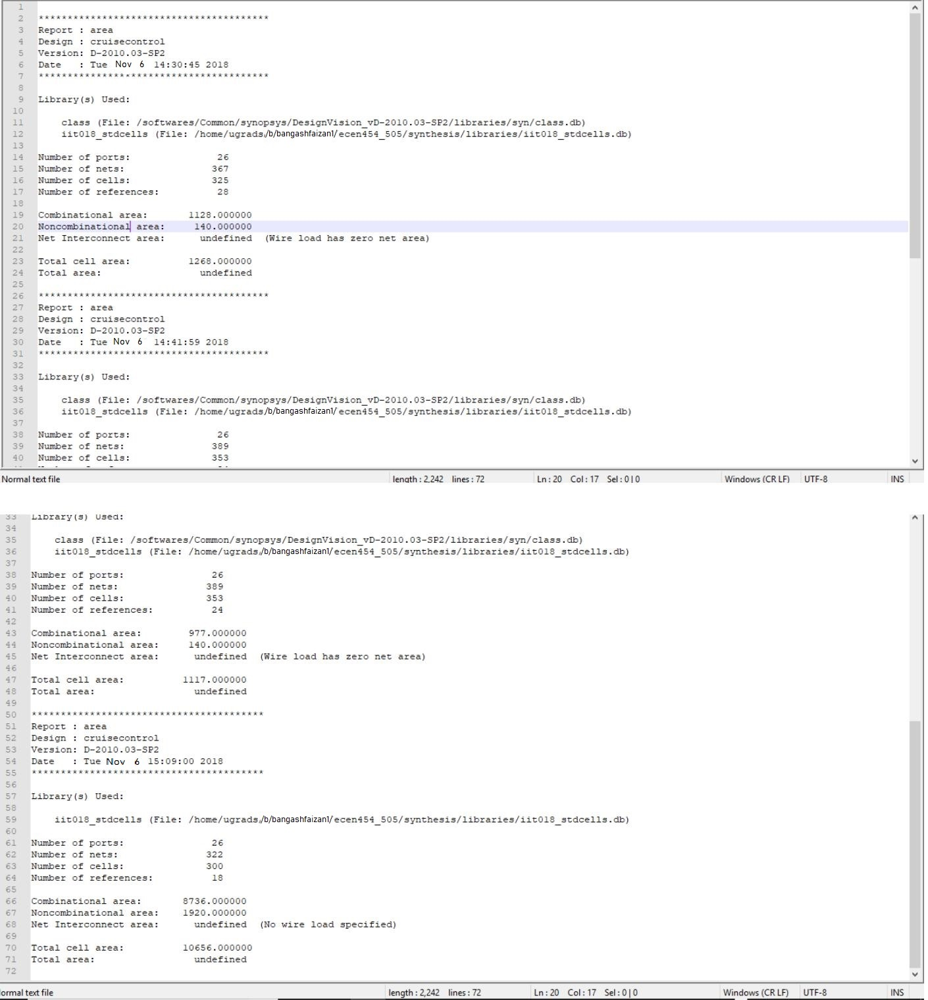 1
2 ****************************************
3 Report : area
4 Design : cruisecontrol
5 Version: D-2010.03-SP2
6 Date   : Tue Nov 6 14:30:45 2018
7 ****************************************
8
9 Library(s) Used:
10
11     class (File: /softwares/Common/synopsys/DesignVision_vD-2010.03-SP2/libraries/syn/class.db)
12     iit018_stdcells (File: /home/ugrads/b/bangashfaizan1/ecen454_505/synthesis/libraries/iit018_stdcells.db)
13
14 Number of ports:               26
15 Number of nets:               367
16 Number of cells:              325
17 Number of references:          28
18
19 Combinational area:       1128.000000
20 Noncombinational area:     140.000000
21 Net Interconnect area:      undefined  (Wire load has zero net area)
22
23 Total cell area:          1268.000000
24 Total area:                 undefined
25
26 ****************************************
27 Report : area
28 Design : cruisecontrol
29 Version: D-2010.03-SP2
30 Date   : Tue Nov 6 14:41:59 2018
31 ****************************************
32
33 Library(s) Used:
34
35     class (File: /softwares/Common/synopsys/DesignVision_vD-2010.03-SP2/libraries/syn/class.db)
36     iit018_stdcells (File: /home/ugrads/b/bangashfaizan1/ecen454_505/synthesis/libraries/iit018_stdcells.db)
37
38 Number of ports:               26
39 Number of nets:               389
40 Number of cells:              353
Normal text file length : 2,242 lines : 72 Ln : 20 Col : 17 Sel : 0 | 0 Windows (CR LF) UTF-8 INS
33 Library(s) Used:
34
35     class (File: /softwares/Common/synopsys/DesignVision_vD-2010.03-SP2/libraries/syn/class.db)
36     iit018_stdcells (File: /home/ugrads/b/bangashfaizan1/ecen454_505/synthesis/libraries/iit018_stdcells.db)
37
38 Number of ports:               26
39 Number of nets:               389
40 Number of cells:              353
41 Number of references:          24
42
43 Combinational area:        977.000000
44 Noncombinational area:     140.000000
45 Net Interconnect area:      undefined  (Wire load has zero net area)
46
47 Total cell area:          1117.000000
48 Total area:                 undefined
49
50 ****************************************
51 Report : area
52 Design : cruisecontrol
53 Version: D-2010.03-SP2
54 Date   : Tue Nov 6 15:09:00 2018
55 ****************************************
56
57 Library(s) Used:
58
59     iit018_stdcells (File: /home/ugrads/b/bangashfaizan1/ecen454_505/synthesis/libraries/iit018_stdcells.db)
60
61 Number of ports:               26
62 Number of nets:               322
63 Number of cells:              300
64 Number of references:          18
65
66 Combinational area:       8736.000000
67 Noncombinational area:    1920.000000
68 Net Interconnect area:      undefined  (No wire load specified)
69
70 Total cell area:          10656.000000
71 Total area:                 undefined
72
ormal text file length : 2,242 lines : 72 Ln : 20 Col : 17 Sel : 0 | 0 Windows (CR LF) UTF-8 INS